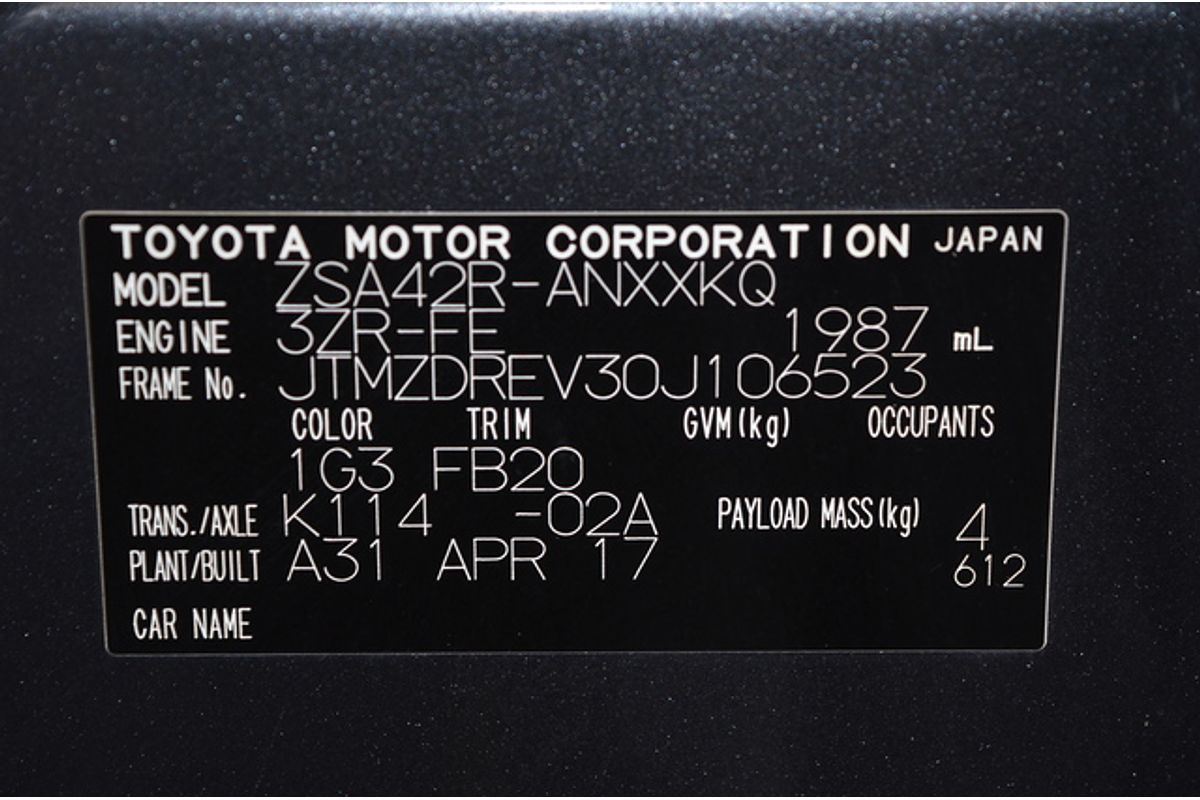 TOYOTA MOTOR CORPORATION JAPAN
MODEL ZSA42R-ANXXKQ
ENGINE 3ZR-FE 1987 mL
FRAME No. JTMZDREV30J106523
COLOR TRIM GVM(kg) OCCUPANTS
1G3 FB20
TRANS./AXLE K114 -02A PAYLOAD MASS(kg) 4
PLANT/BUILT A31 APR 17 612
CAR NAME